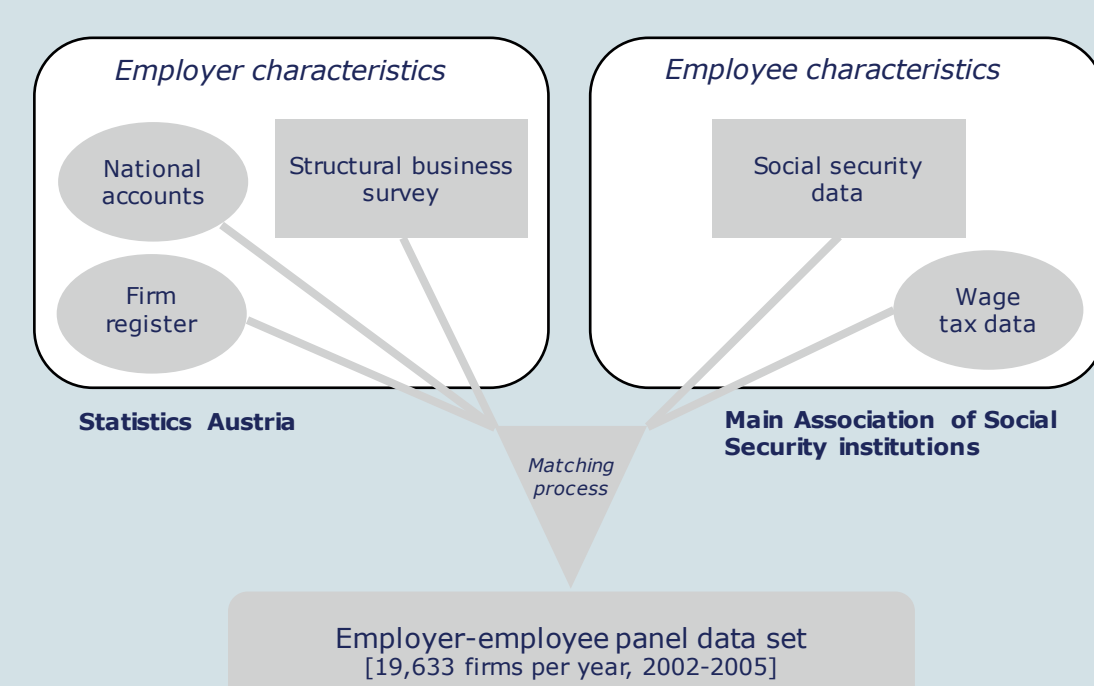 Employer characteristics
National
accounts
Structural business
survey
Firm
register
Statistics Austria
Employee characteristics
Social security
data
Wage
tax data
Main Association of Social
Security institutions
Matching
process
Employer-employee panel data set
[19,633 firms per year, 2002-2005]